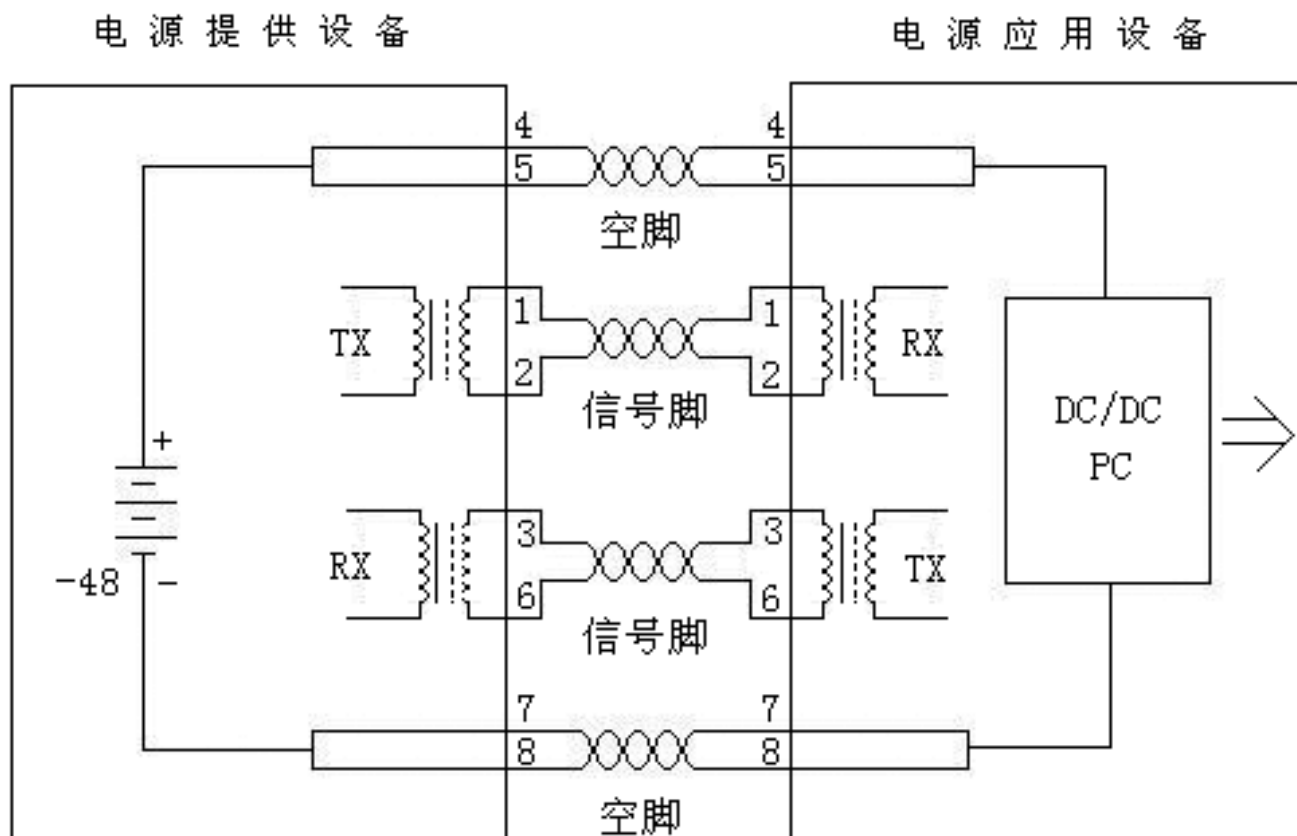 电源提供设备
电源应用设备
4 4
5 5
空脚
1 1
TX RX
2 2
信号脚
DC/DC
PC
+
3 3
-48 − RX TX
6 6
信号脚
7 7
8 8
空脚